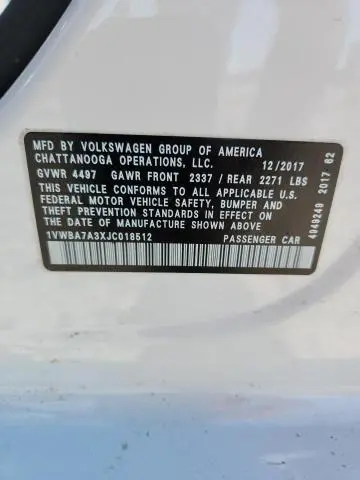 MFD BY VOLKSWAGEN GROUP OF AMERICA
CHATTANOOGA OPERATIONS, LLC. 12/2017
GVWR 4497 GAWR FRONT 2337 / REAR 2271 LBS
THIS VEHICLE CONFORMS TO ALL APPLICABLE U.S.
FEDERAL MOTOR VEHICLE SAFETY, BUMPER AND
THEFT PREVENTION STANDARDS IN EFFECT ON
THE DATE OF MANUFACTURE SHOWN ABOVE
1VWBA7A3XJC018512 PASSENGER CAR
4949249 2017 62